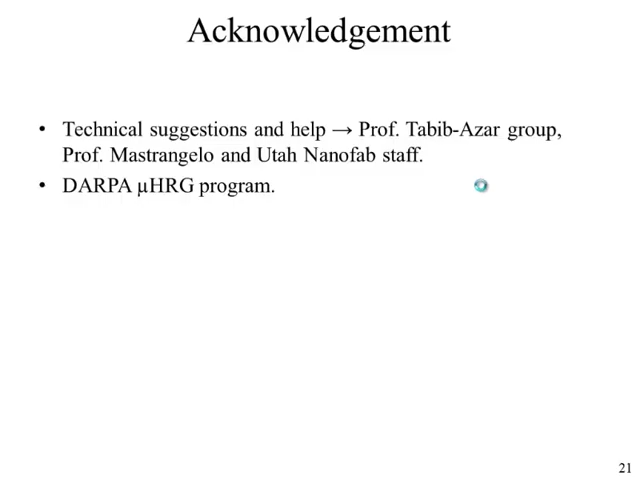 Acknowledgement
• Technical suggestions and help → Prof. Tabib-Azar group,
Prof. Mastrangelo and Utah Nanofab staff.
• DARPA µHRG program.
21